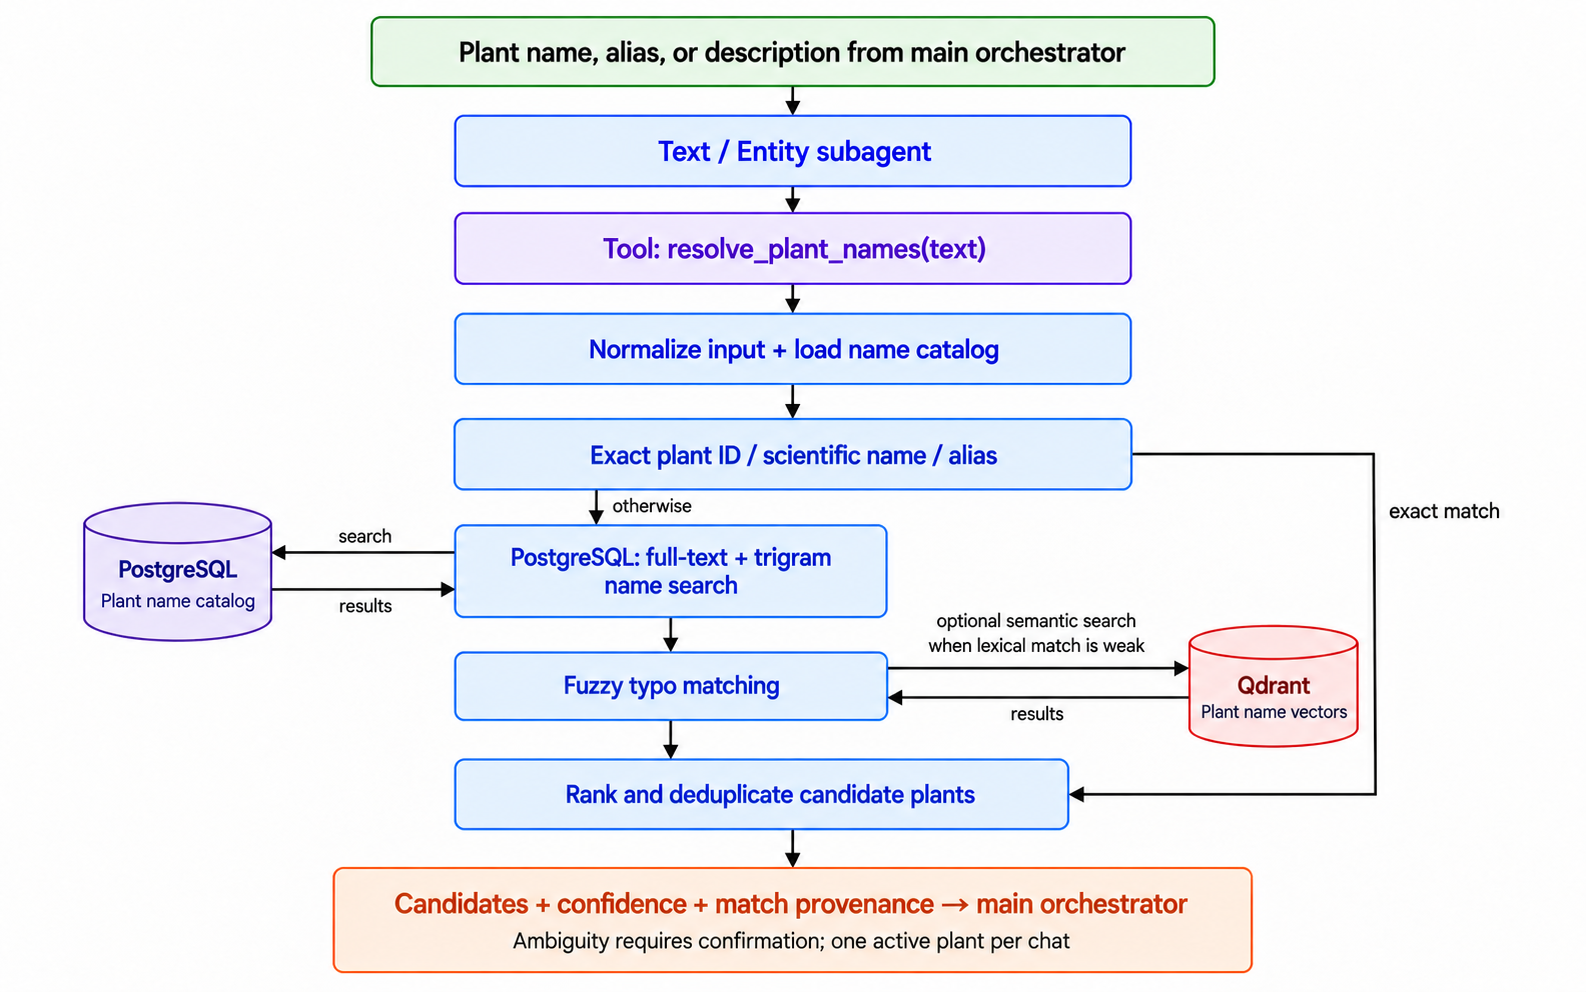 Plant name, alias, or description from main orchestrator
Text / Entity subagent
Tool: resolve_plant_names(text)
Normalize input + load name catalog
Exact plant ID / scientific name / alias
otherwise
exact match
PostgreSQL
Plant name catalog
search
results
PostgreSQL: full-text + trigram
name search
optional semantic search
when lexical match is weak
Fuzzy typo matching
results
Qdrant
Plant name vectors
Rank and deduplicate candidate plants
Candidates + confidence + match provenance → main orchestrator
Ambiguity requires confirmation; one active plant per chat